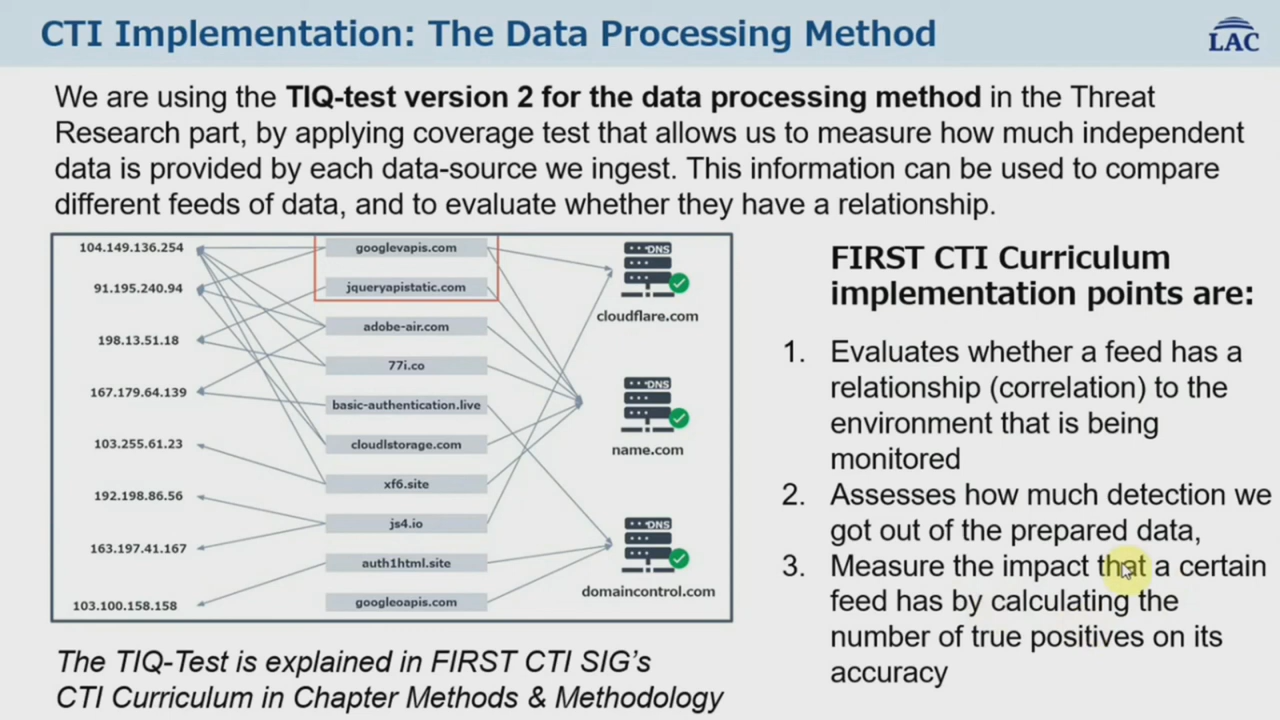 CTI Implementation: The Data Processing Method
LAC
We are using the TIQ-test version 2 for the data processing method in the Threat
Research part, by applying coverage test that allows us to measure how much independent
data is provided by each data-source we ingest. This information can be used to compare
different feeds of data, and to evaluate whether they have a relationship.
104.149.136.254
91.195.240.94
198.13.51.18
167.179.64.139
103.255.61.23
192.198.86.56
163.197.41.167
103.100.158.158
googlevapis.com
jqueryapistatic.com
adobe-air.com
77i.co
basic-authentication.live
cloudlstorage.com
xf6.site
js4.io
auth1html.site
googleoapis.com
DNS
cloudflare.com
DNS
name.com
DNS
domaincontrol.com
FIRST CTI Curriculum
implementation points are:
1. Evaluates whether a feed has a
relationship (correlation) to the
environment that is being
monitored
2. Assesses how much detection we
got out of the prepared data,
3. Measure the impact that a certain
feed has by calculating the
number of true positives on its
accuracy
The TIQ-Test is explained in FIRST CTI SIG's
CTI Curriculum in Chapter Methods & Methodology